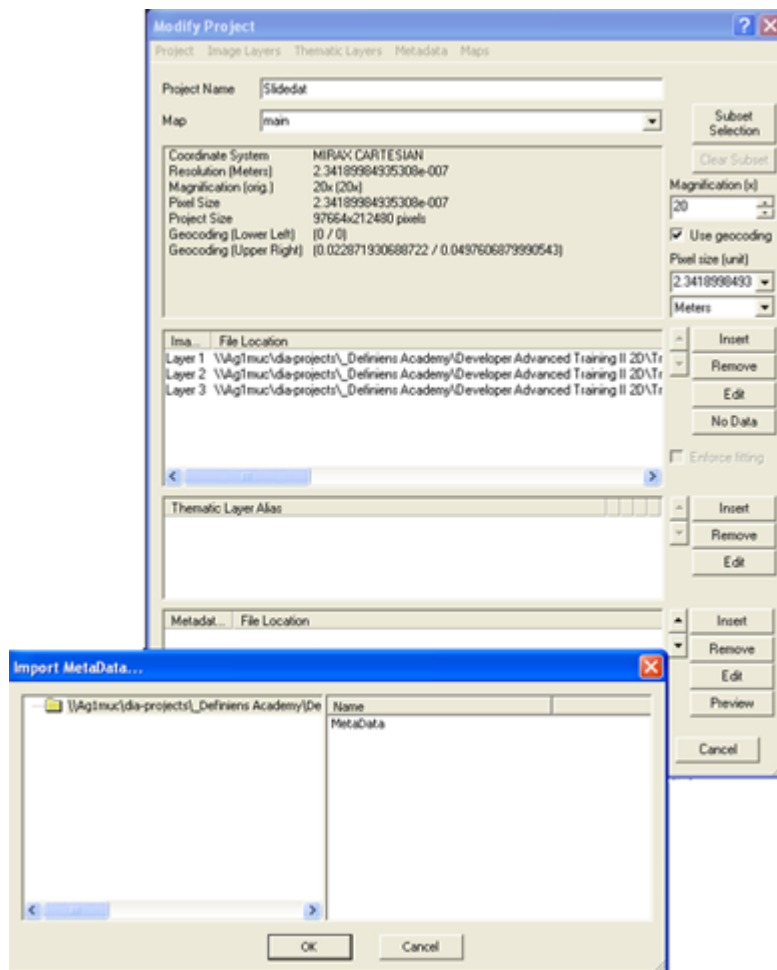 Modify Project
Project Image Layers Thematic Layers Metadata Maps
Project Name Slidedat
Map main
Subset Selection
Clear Subset
Coordinate System MIRAX CARTESIAN
Resolution (Meters) 2.34189984935308e-007
Magnification (orig.) 20x (20x)
Pixel Size 2.34189984935308e-007
Project Size 97664x212480 pixels
Geocoding (Lower Left) (0 / 0)
Geocoding (Upper Right) (0.022871930688722 / 0.0497606879990543)
Magnification (x)
20
Use geocoding
Pixel size (unit)
2.3418998493
Meters
Ima... File Location
Layer 1 \\Ag1muc\dia-projects\_Definiens Academy\Developer Advanced Training II 2D\Tr
Layer 2 \\Ag1muc\dia-projects\_Definiens Academy\Developer Advanced Training II 2D\Tr
Layer 3 \\Ag1muc\dia-projects\_Definiens Academy\Developer Advanced Training II 2D\Tr
Insert
Remove
Edit
No Data
Enforce fitting
Thematic Layer Alias
Insert
Remove
Edit
Metadat... File Location
Insert
Remove
Edit
Preview
Cancel
Import MetaData...
\\Ag1muc\dia-projects\_Definiens Academy\De
Name
MetaData
OK Cancel